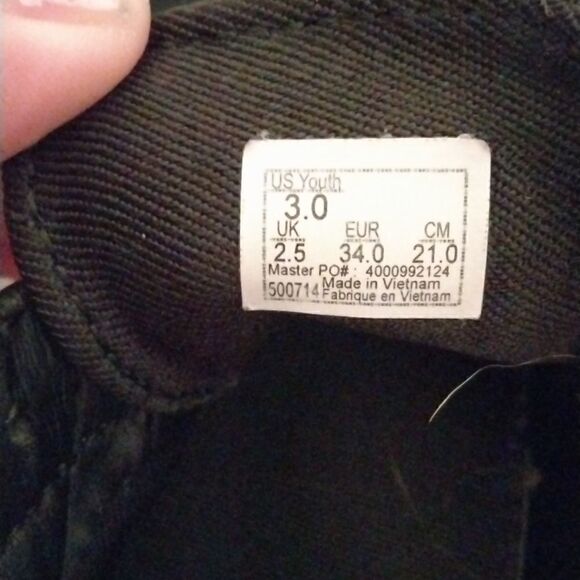 US Youth
3.0
UK EUR CM
2.5 34.0 21.0
Master PO# : 4000992124
500714 Made in Vietnam
Fabrique en Vietnam